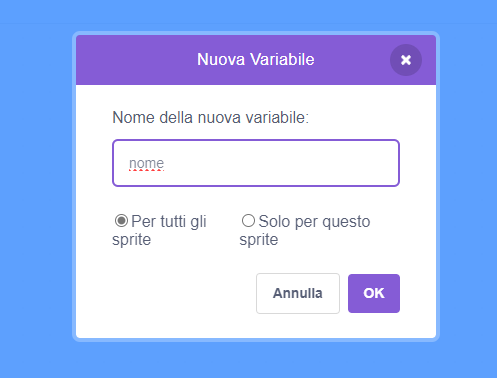 Nuova Variabile
Nome della nuova variabile:
nome
Per tutti gli sprite
Solo per questo sprite
Annulla
OK